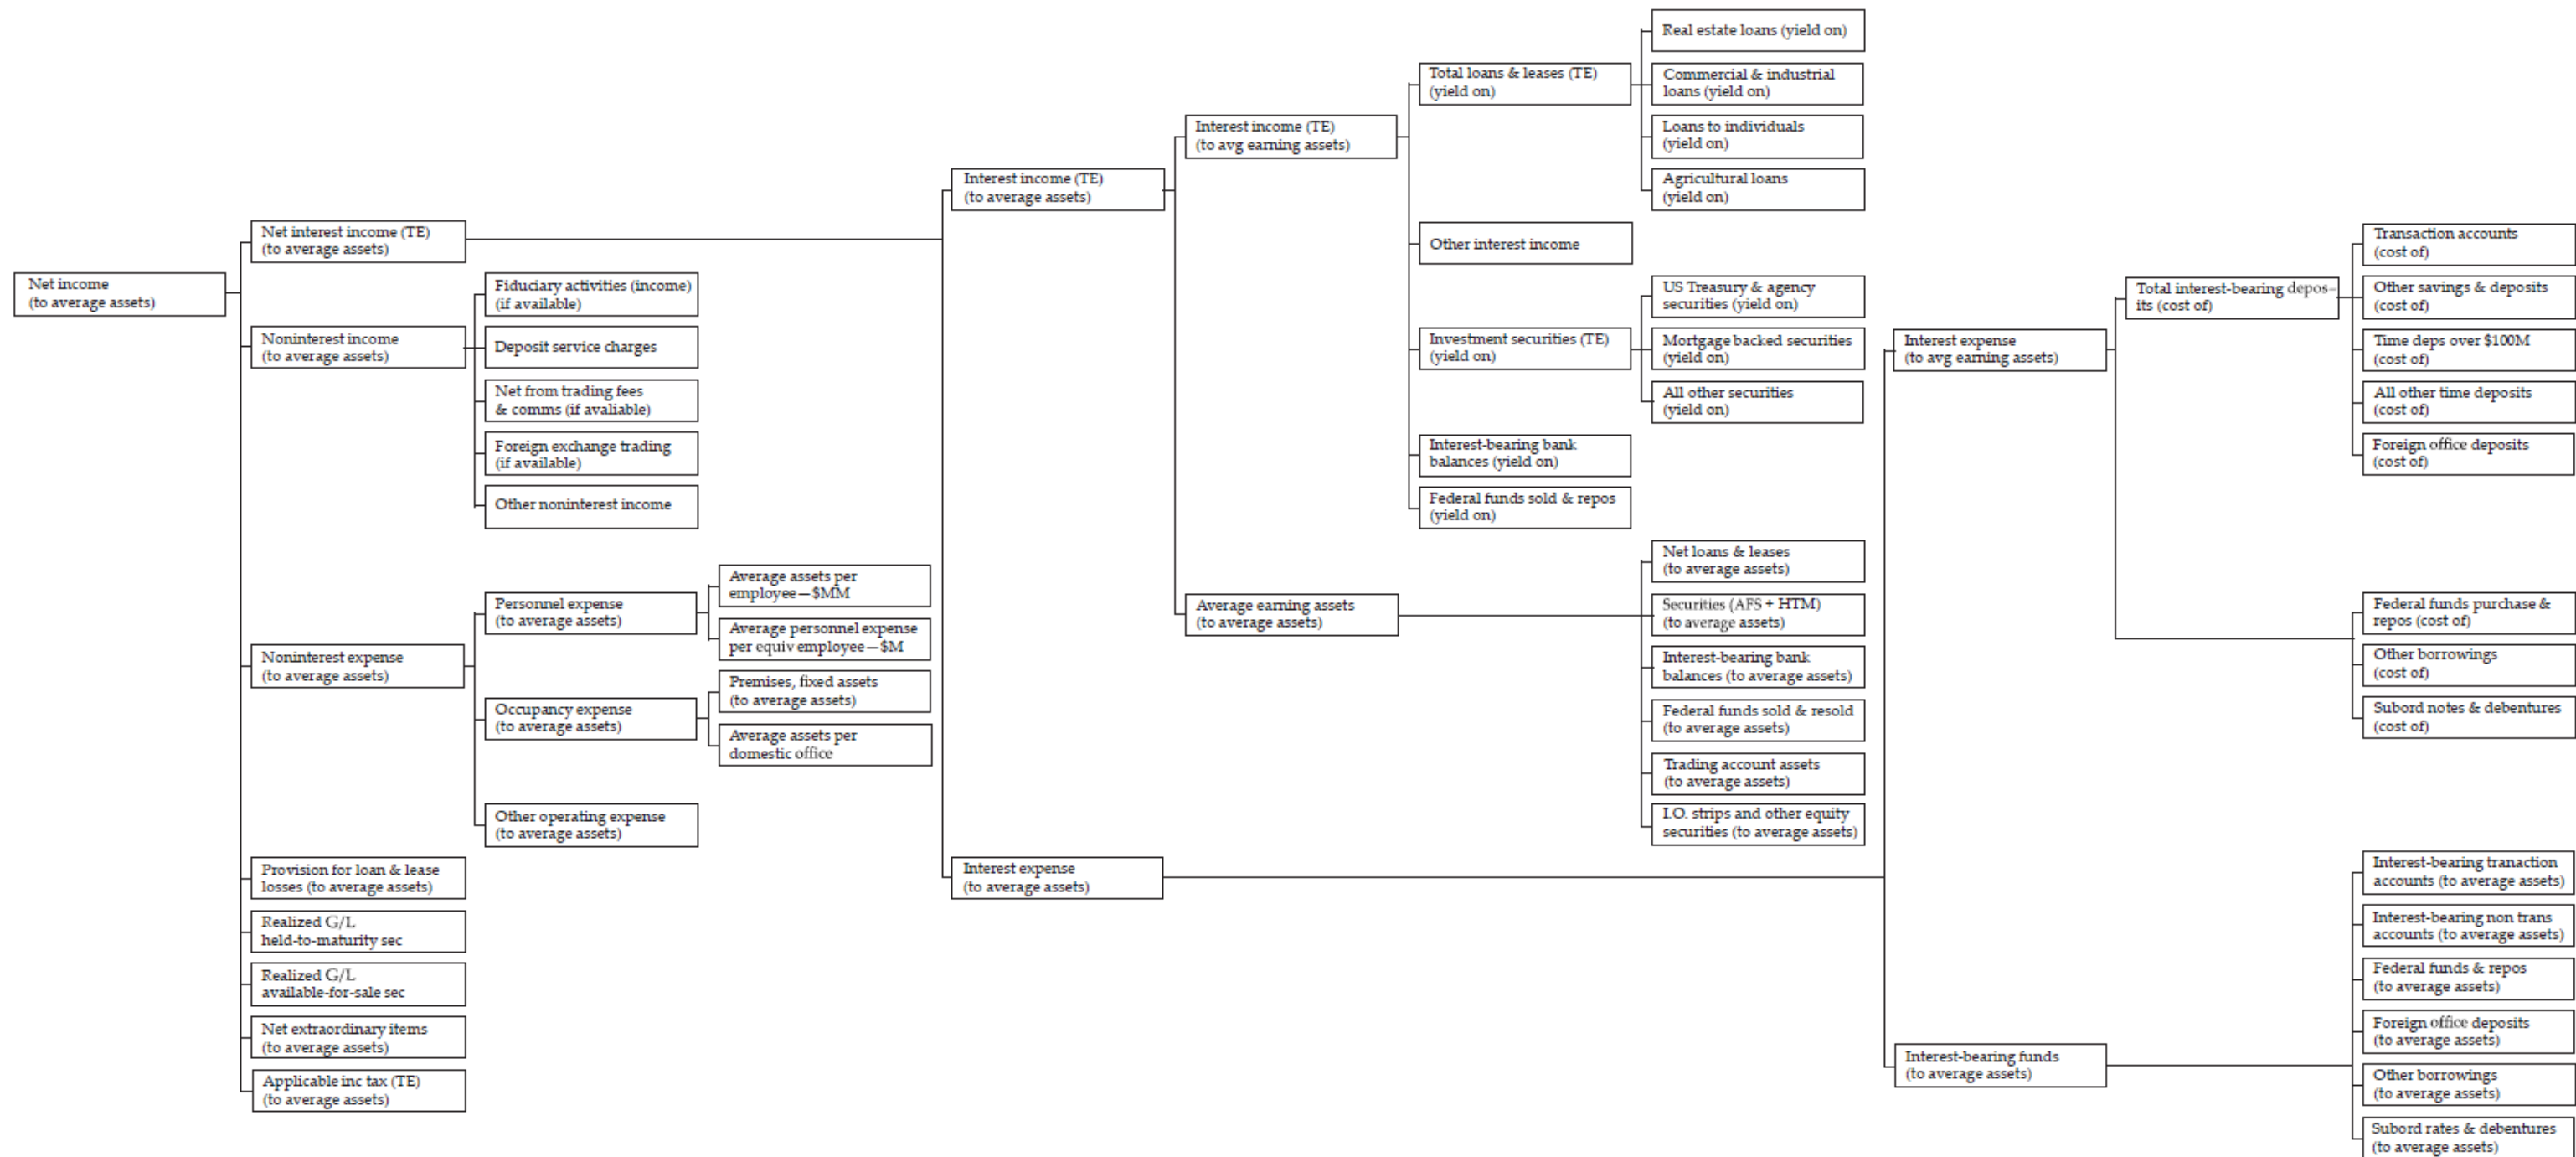 Net income
(to average assets)
Net interest income (TE)
(to average assets)
Noninterest income
(to average assets)
Noninterest expense
(to average assets)
Provision for loan & lease
losses (to average assets)
Realized G/L
held-to-maturity sec
Realized G/L
available-for-sale sec
Net extraordinary items
(to average assets)
Applicable inc tax (TE)
(to average assets)
Fiduciary activities (income)
(if available)
Deposit service charges
Net from trading fees
& comms (if avaliable)
Foreign exchange trading
(if available)
Other noninterest income
Personnel expense
(to average assets)
Occupancy expense
(to average assets)
Other operating expense
(to average assets)
Average assets per
employee—$MM
Average personnel expense
per equiv employee—$M
Premises, fixed assets
(to average assets)
Average assets per
domestic office
Interest income (TE)
(to average assets)
Interest expense
(to average assets)
Interest income (TE)
(to avg earning assets)
Average earning assets
(to average assets)
Total loans & leases (TE)
(yield on)
Other interest income
Investment securities (TE)
(yield on)
Interest-bearing bank
balances (yield on)
Federal funds sold & repos
(yield on)
Real estate loans (yield on)
Commercial & industrial
loans (yield on)
Loans to individuals
(yield on)
Agricultural loans
(yield on)
US Treasury & agency
securities (yield on)
Mortgage backed securities
(yield on)
All other securities
(yield on)
Net loans & leases
(to average assets)
Securities (AFS + HTM)
(to average assets)
Interest-bearing bank
balances (to average assets)
Federal funds sold & resold
(to average assets)
Trading account assets
(to average assets)
I.O. strips and other equity
securities (to average assets)
Interest expense
(to avg earning assets)
Interest-bearing funds
(to average assets)
Total interest-bearing depos-
its (cost of)
Transaction accounts
(cost of)
Other savings & deposits
(cost of)
Time deps over $100M
(cost of)
All other time deposits
(cost of)
Foreign office deposits
(cost of)
Federal funds purchase &
repos (cost of)
Other borrowings
(cost of)
Subord notes & debentures
(cost of)
Interest-bearing tranaction
accounts (to average assets)
Interest-bearing non trans
accounts (to average assets)
Federal funds & repos
(to average assets)
Foreign office deposits
(to average assets)
Other borrowings
(to average assets)
Subord rates & debentures
(to average assets)